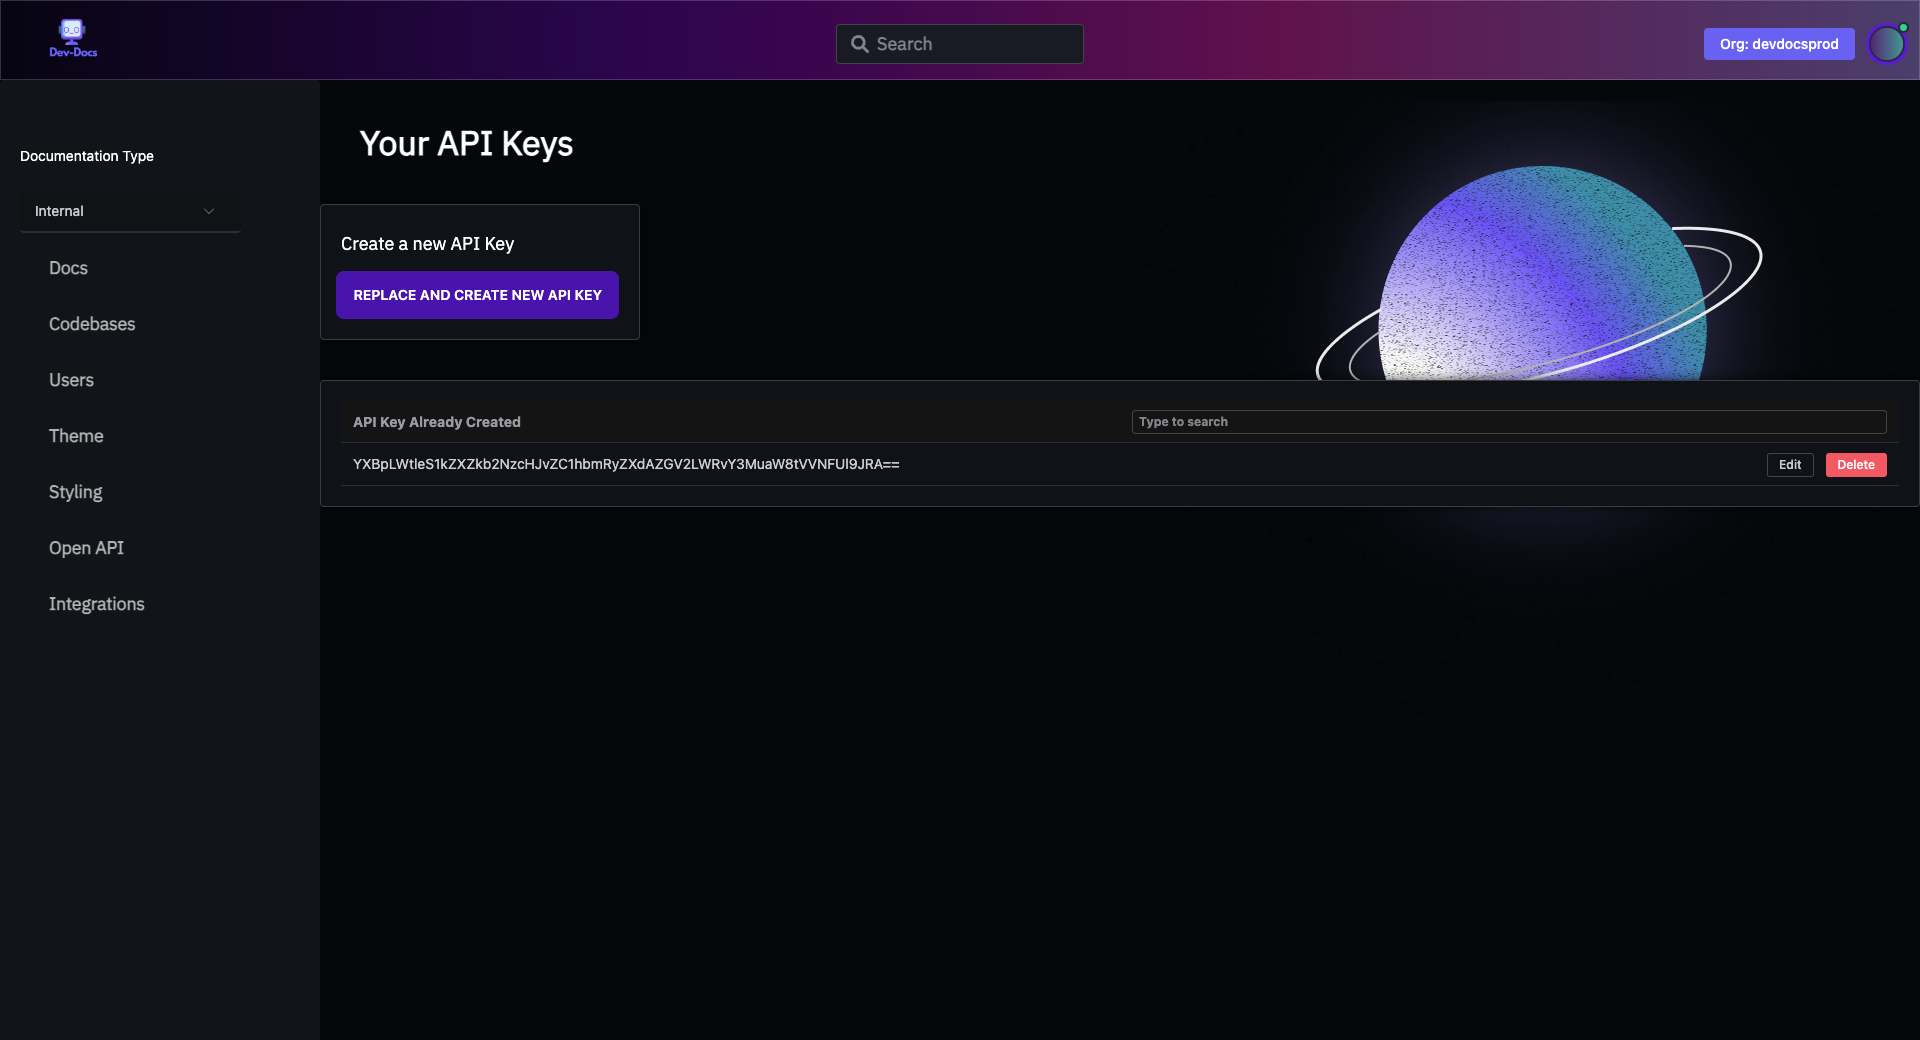 Dev-Docs
Search
Org: devdocsprod
Documentation Type
Internal
Docs
Codebases
Users
Theme
Styling
Open API
Integrations
Your API Keys
Create a new API Key
REPLACE AND CREATE NEW API KEY
API Key Already Created
Type to search
YXBpLWtleS1kZXZkb2NzcHJvZC1hbmRyZXdAZGV2LWRvY3MuaW8tVVNFUl9JRA==
Edit
Delete